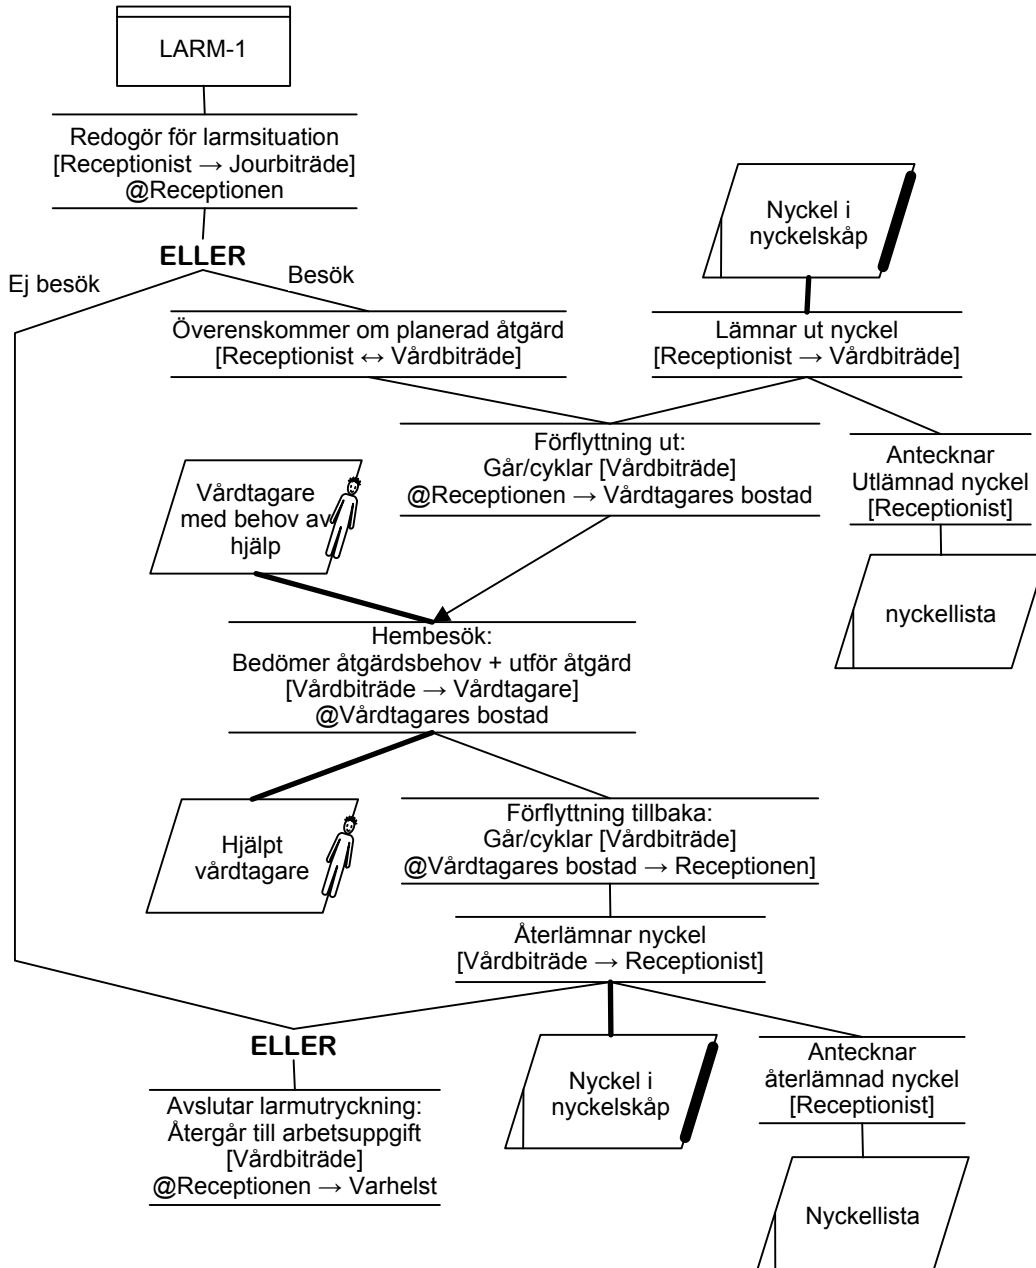 LARM-1
Redogör för larmsituation
[Receptionist → Jourbiträde]
@Receptionen
ELLER
Ej besök
Besök
Nyckel i
nyckelskåp
Överenskommer om planerad åtgärd
[Receptionist ↔ Vårdbiträde]
Lämnar ut nyckel
[Receptionist → Vårdbiträde]
Förflyttning ut:
Går/cyklar [Vårdbiträde]
@Receptionen → Vårdtagares bostad
Antecknar
Utlämnad nyckel
[Receptionist]
Vårdtagare
med behov av
hjälp
nyckellista
Hembesök:
Bedömer åtgärdsbehov + utför åtgärd
[Vårdbiträde → Vårdtagare]
@Vårdtagares bostad
Hjälpt
vårdtagare
Förflyttning tillbaka:
Går/cyklar [Vårdbiträde]
@Vårdtagares bostad → Receptionen]
Återlämnar nyckel
[Vårdbiträde → Receptionist]
ELLER
Nyckel i
nyckelskåp
Antecknar
återlämnad nyckel
[Receptionist]
Avslutar larmutryckning:
Återgår till arbetsuppgift
[Vårdbiträde]
@Receptionen → Varhelst
Nyckellista